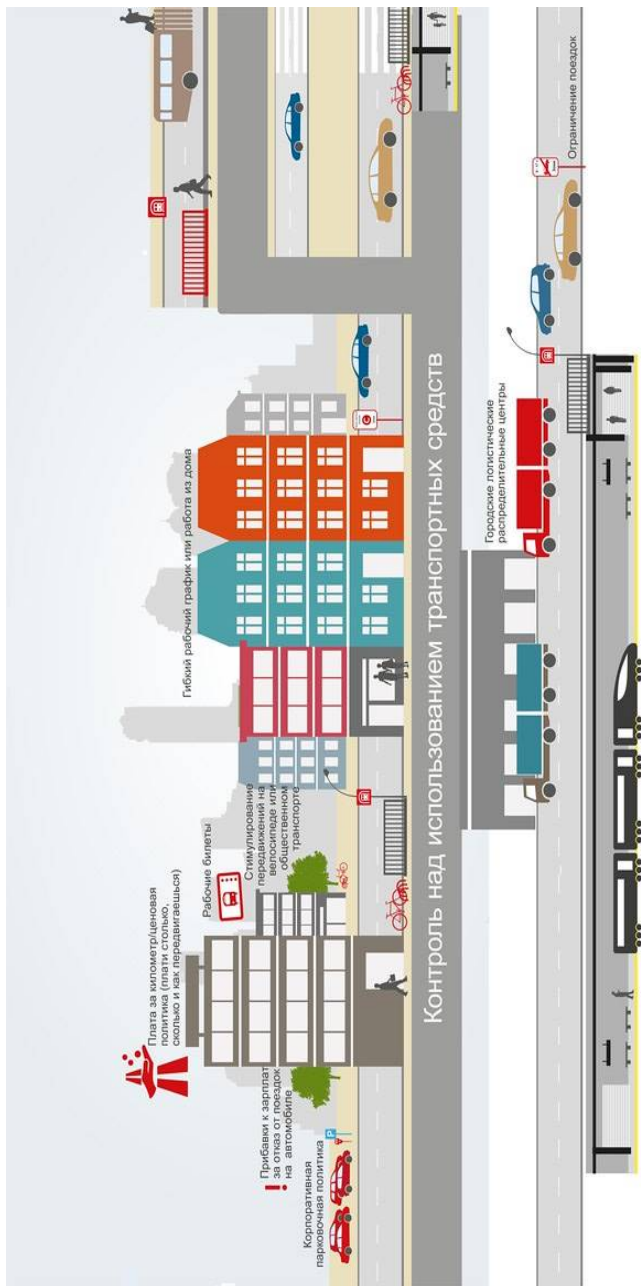 Плата за километр/ценовая
политика (плати столько,
сколько и как передвигаешься)
Рабочие билеты
Стимулирование
передвижений на
велосипеде или
общественном
транспорте
Гибкий рабочий график или работа из дома
Прибавки к зарплат
за отказ от поездок
на автомобиле
Корпоративная
парковочная политика
P
Контроль над использованием транспортных средств
Городские логистические
распределительные центры
Ограничение поездок